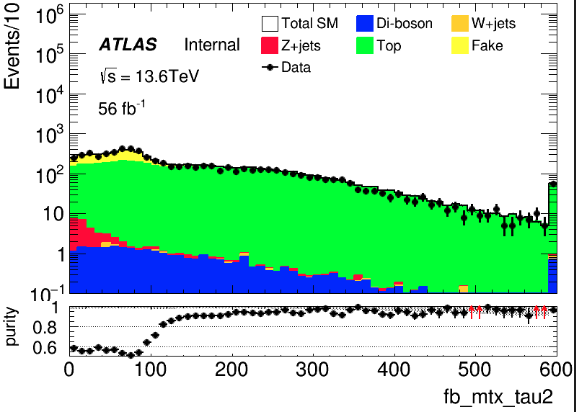 Events/10
10⁶
10⁵
10⁴
10³
10²
10
1
10⁻¹
ATLAS Internal
√s = 13.6TeV
56 fb⁻¹
Total SM Di-boson W+jets
Z+jets Top Fake
Data
purity
1
0.8
0.6
0 100 200 300 400 500 600
fb_mtx_tau2